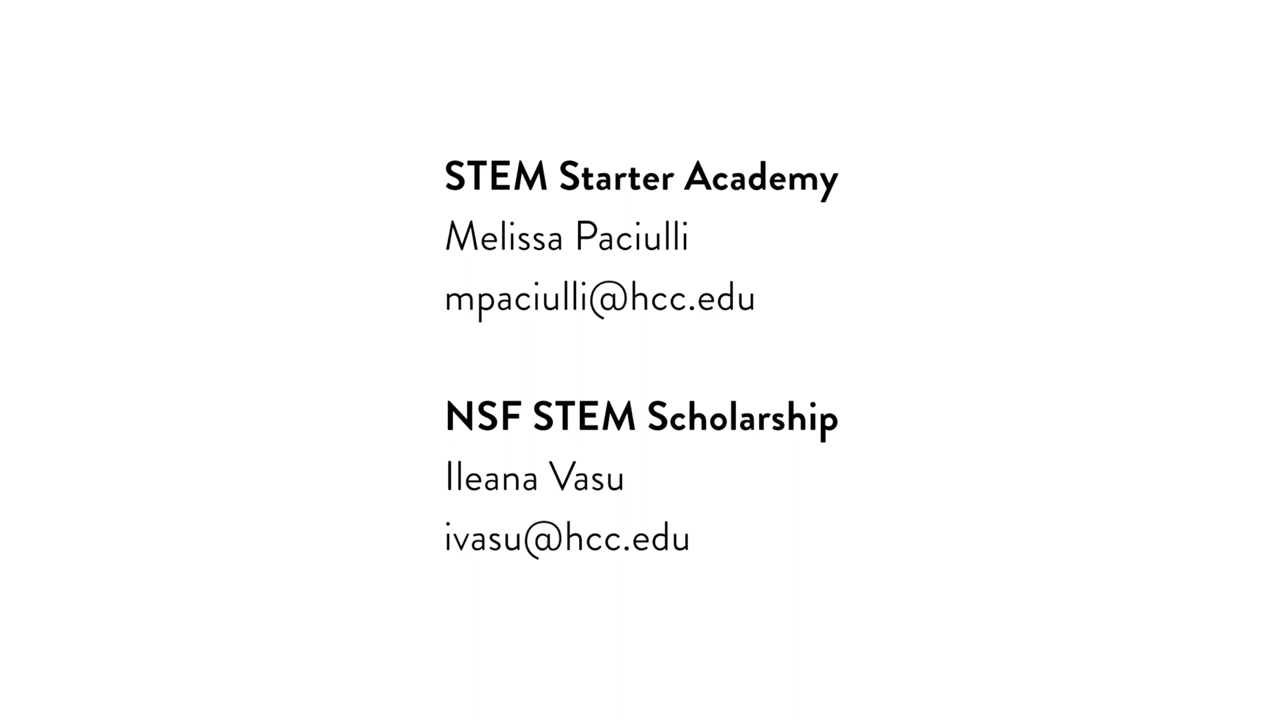 STEM Starter Academy
Melissa Paciulli
mpaciulli@hcc.edu
NSF STEM Scholarship
Ileana Vasu
ivasu@hcc.edu